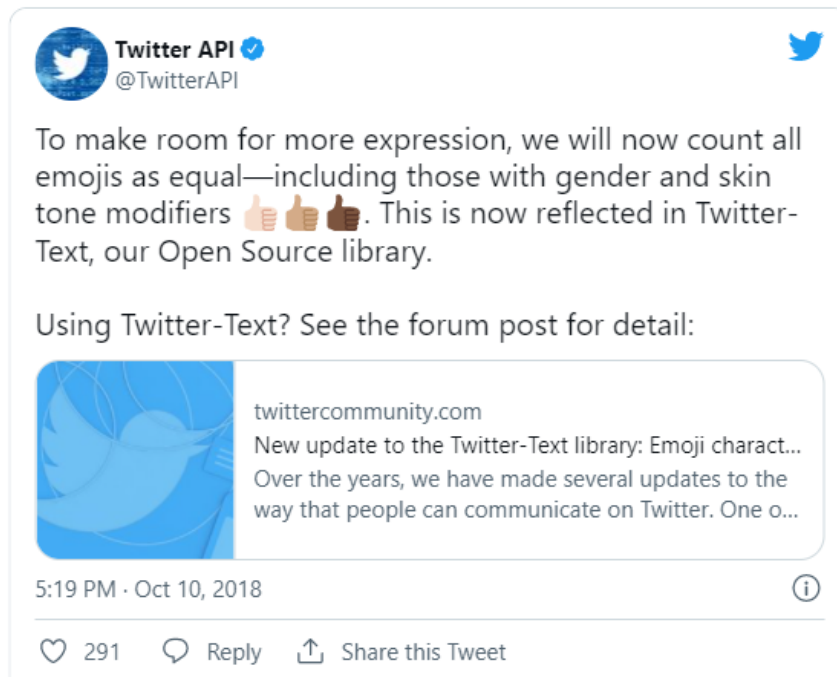 Twitter API
@TwitterAPI
To make room for more expression, we will now count all
emojis as equal—including those with gender and skin
tone modifiers 👍🏻👍🏽👍🏿. This is now reflected in Twitter-
Text, our Open Source library.
Using Twitter-Text? See the forum post for detail:
twittercommunity.com
New update to the Twitter-Text library: Emoji charact...
Over the years, we have made several updates to the
way that people can communicate on Twitter. One o...
5:19 PM · Oct 10, 2018
291 Reply Share this Tweet